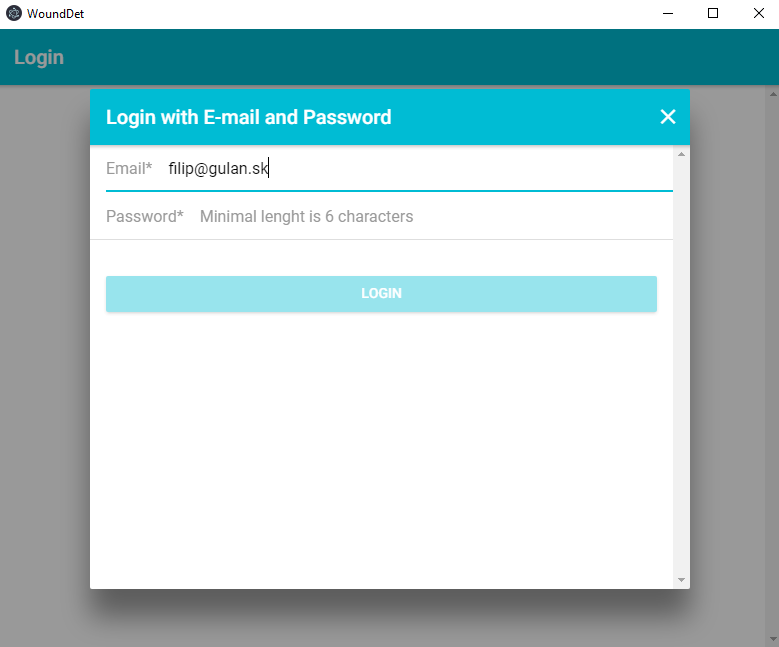 WoundDet
Login
Login with E-mail and Password
Email* filip@gulan.sk
Password* Minimal lenght is 6 characters
LOGIN